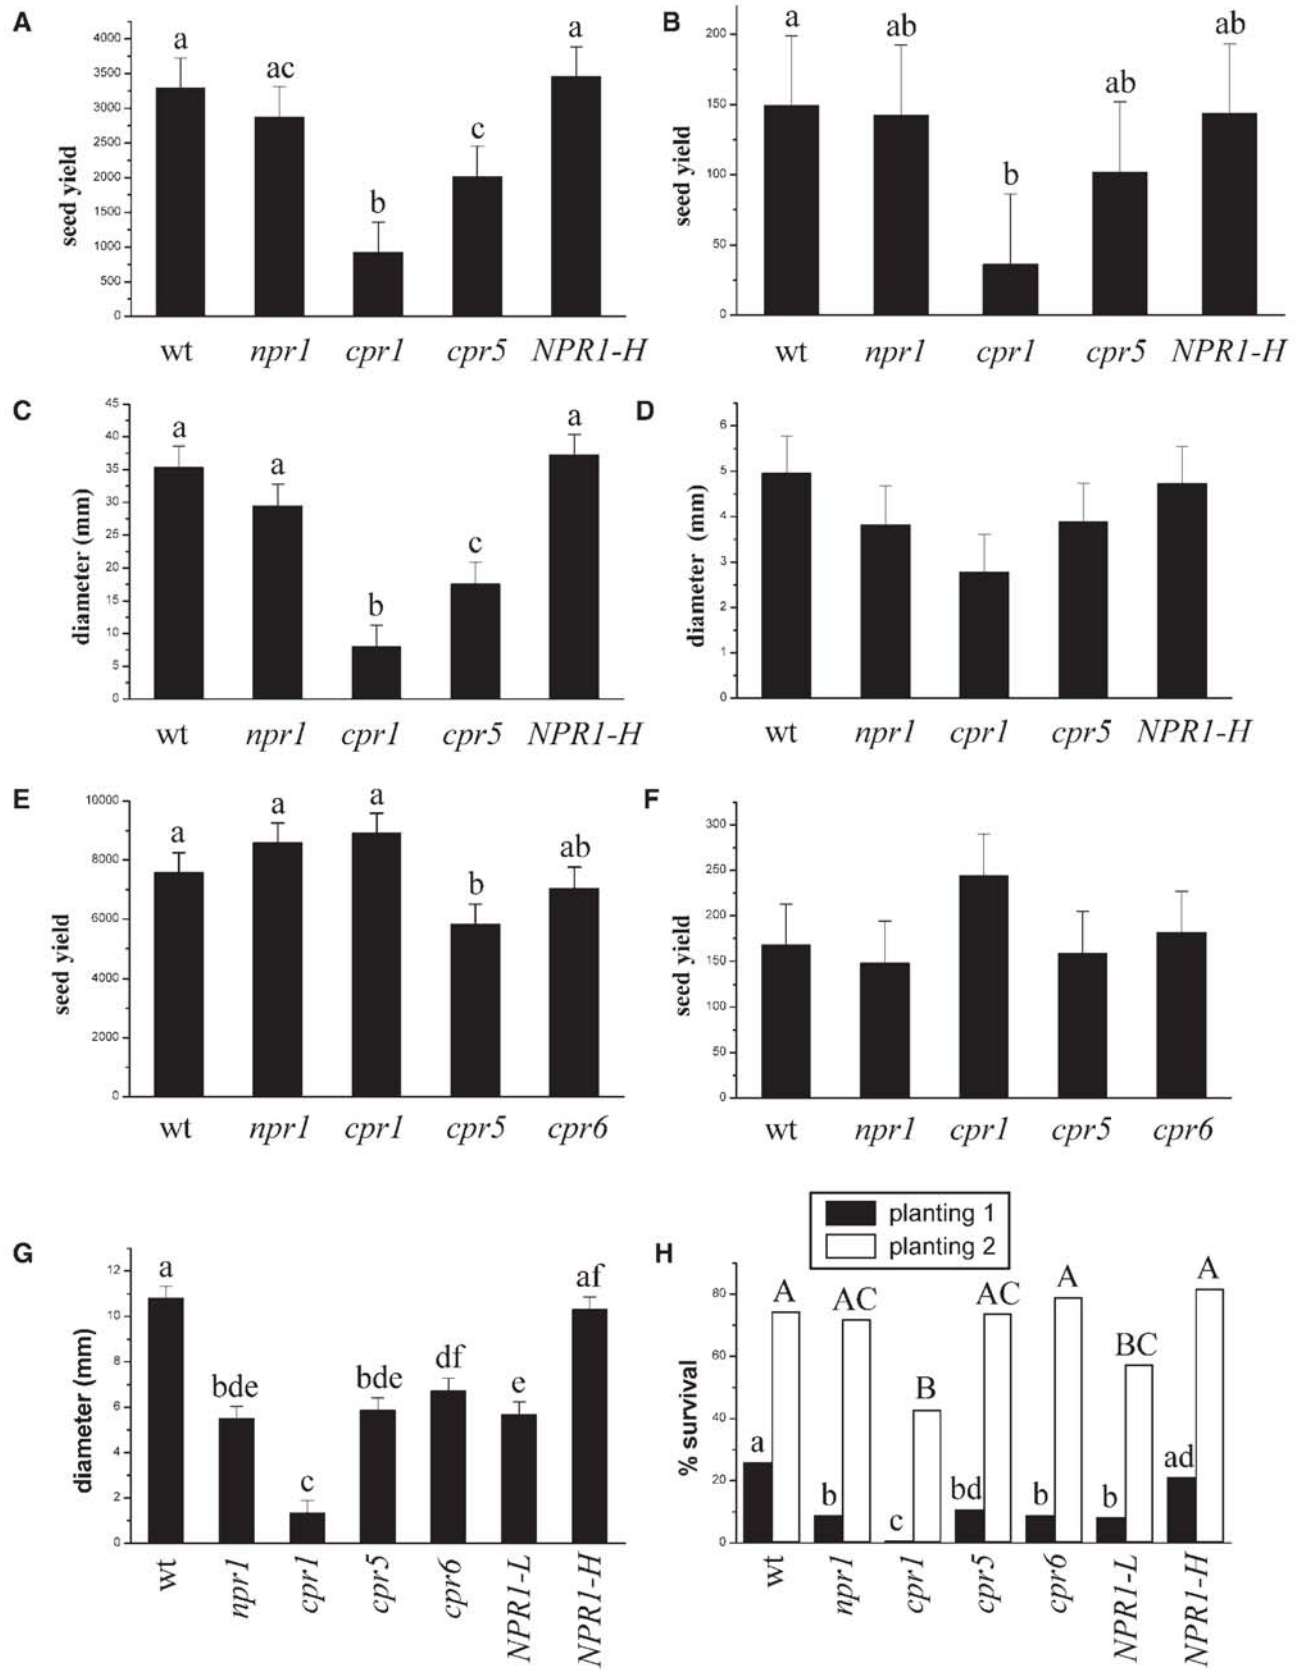 A
seed yield
4000
3500
3000
2500
2000
1500
1000
500
0
a
ac
b
c
a
wt npr1 cpr1 cpr5 NPR1-H
B
seed yield
200
150
100
50
0
a
ab
b
ab
ab
wt npr1 cpr1 cpr5 NPR1-H
C
diameter (mm)
45
40
35
30
25
20
15
10
5
0
a
a
b
c
a
wt npr1 cpr1 cpr5 NPR1-H
D
diameter (mm)
6
5
4
3
2
1
0
wt npr1 cpr1 cpr5 NPR1-H
E
seed yield
10000
8000
6000
4000
2000
0
a
a
a
b
ab
wt npr1 cpr1 cpr5 cpr6
F
seed yield
300
250
200
150
100
50
0
wt npr1 cpr1 cpr5 cpr6
G
diameter (mm)
12
10
8
6
4
2
0
a
bde
c
bde
df
e
af
wt npr1 cpr1 cpr5 cpr6 NPR1-L NPR1-H
planting 1
planting 2
H
% survival
80
60
40
20
0
a A
b AC
c B
bd AC
b A
b BC
ad A
wt npr1 cpr1 cpr5 cpr6 NPR1-L NPR1-H